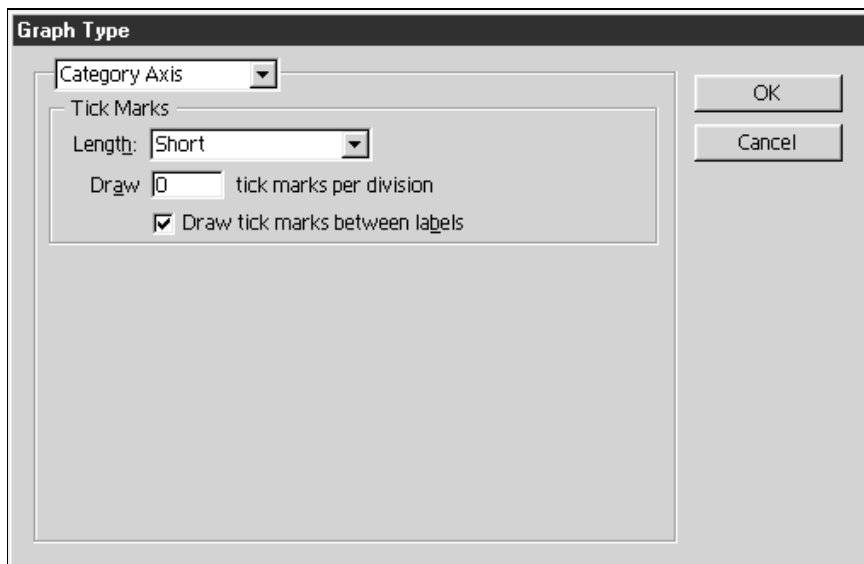 Graph Type
Category Axis
OK
Tick Marks
Length: Short
Cancel
Draw 0 tick marks per division
Draw tick marks between labels